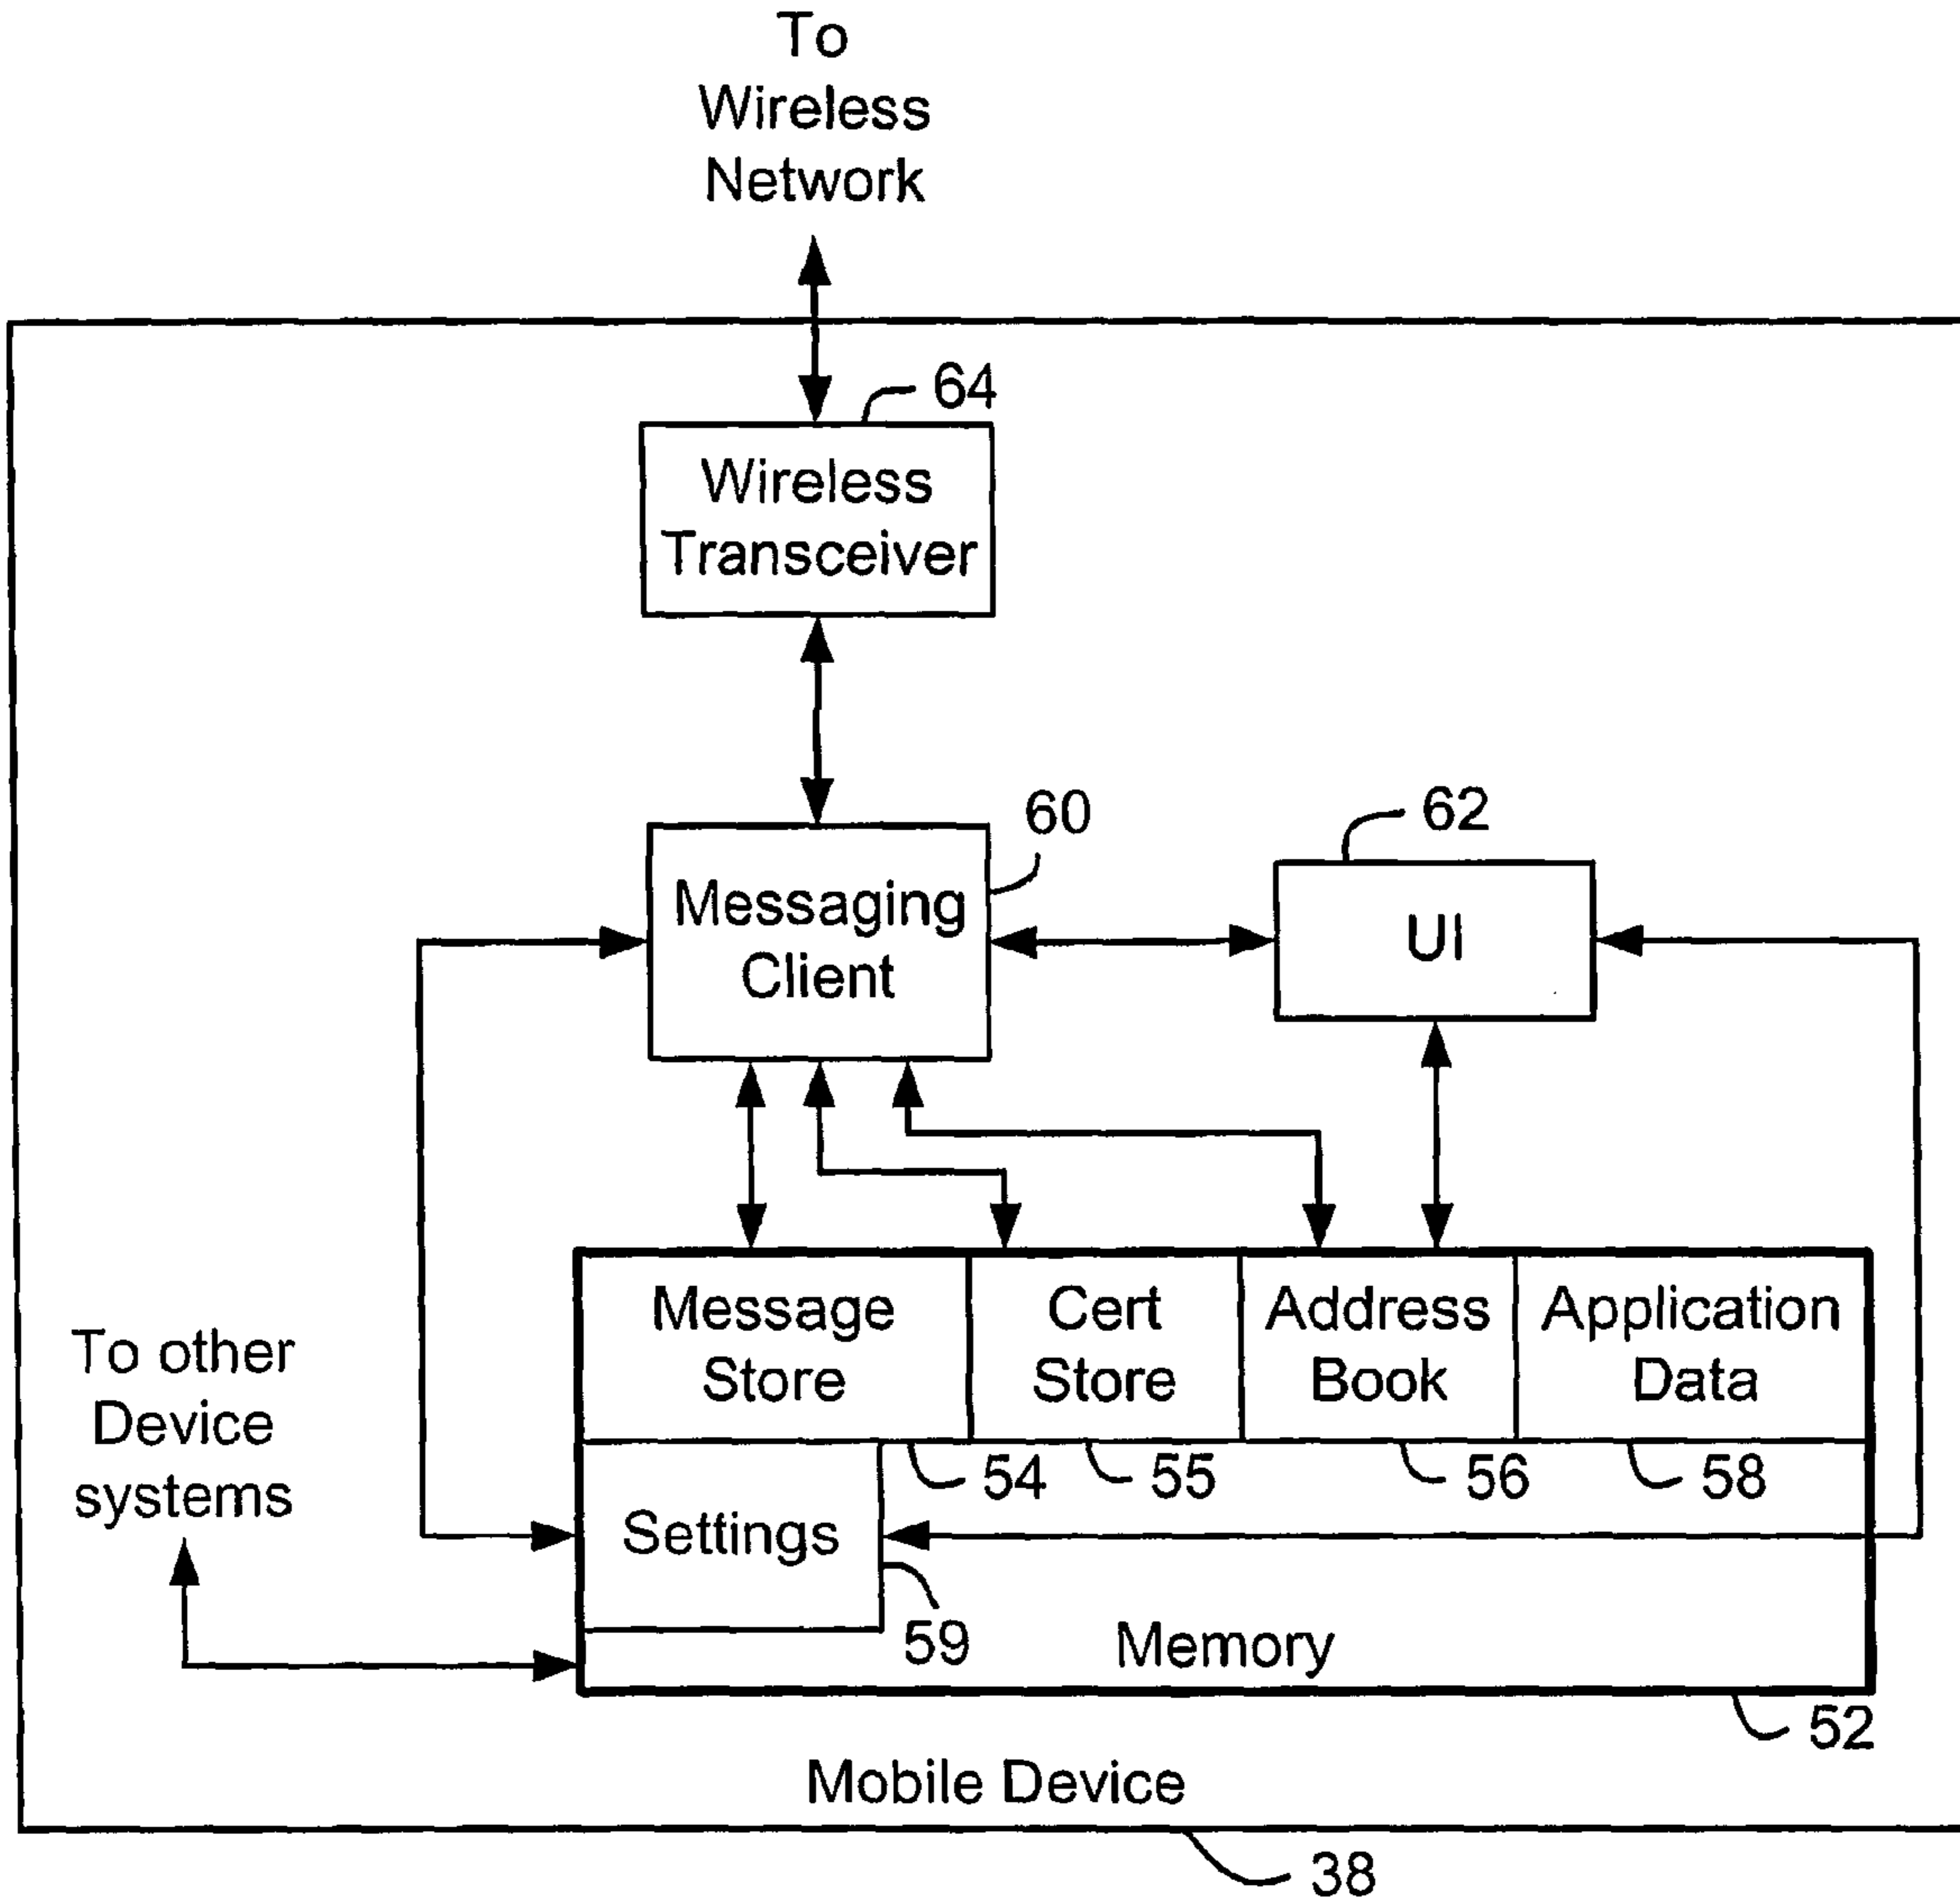 To
Wireless
Network
64
Wireless
Transceiver
60
62
Messaging
Client
UI
Message
Store
Cert
Store
Address
Book
Application
Data
To other
Device
systems
54
55
56
58
Settings
59
Memory
52
Mobile Device
38